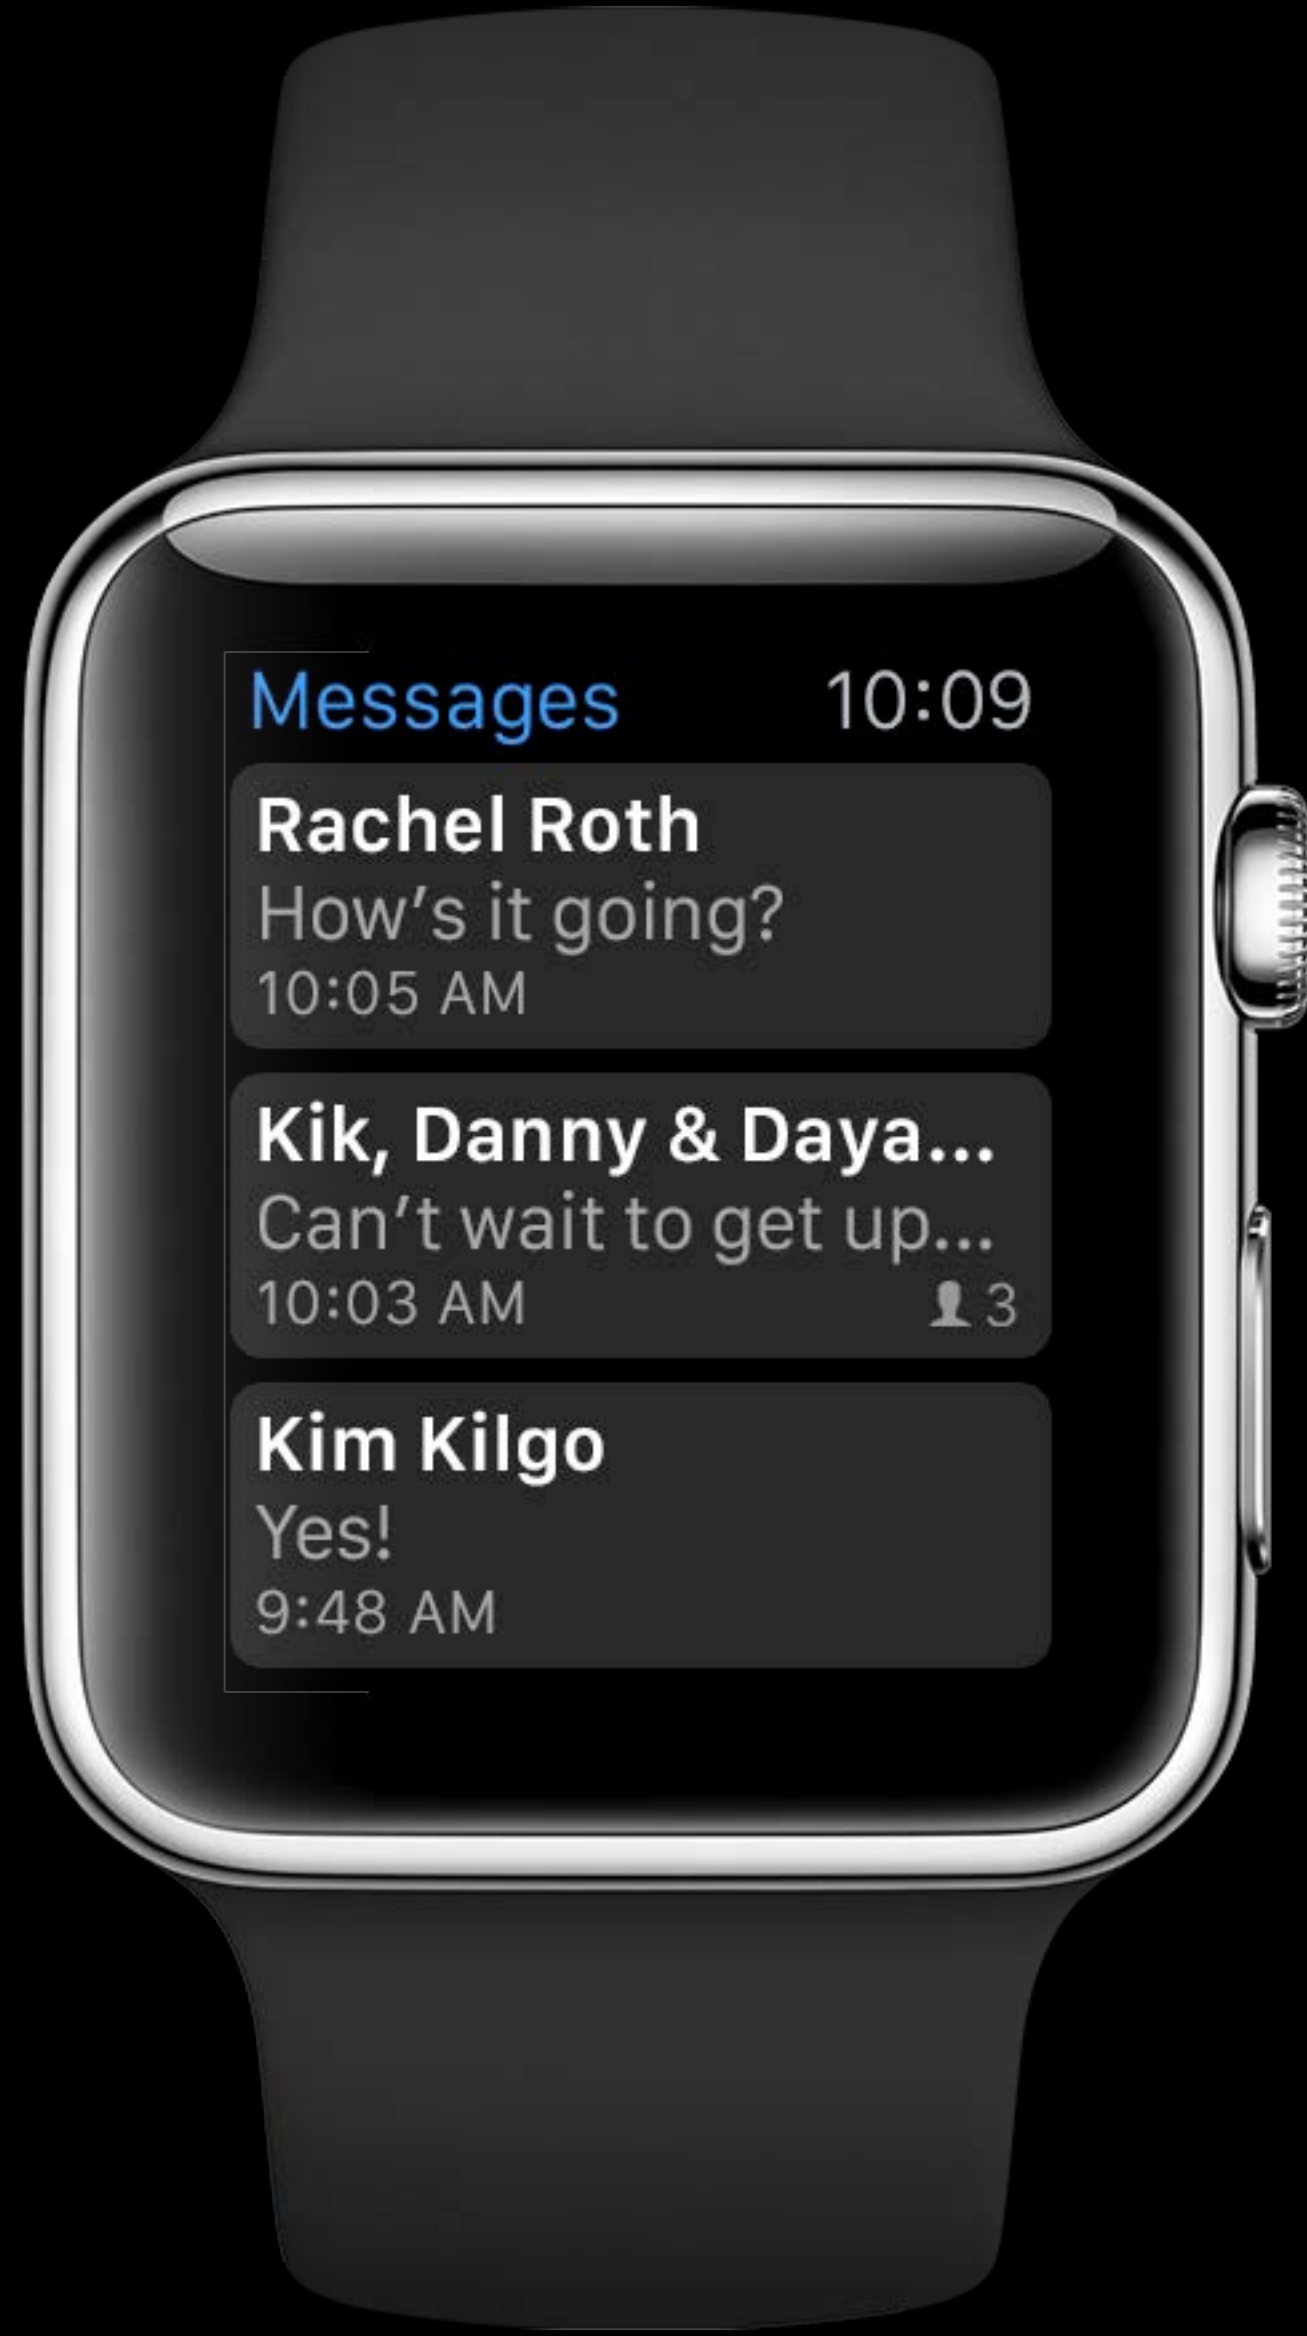 Messages 10:09
Rachel Roth
How’s it going?
10:05 AM
Kik, Danny & Daya...
Can’t wait to get up...
10:03 AM 3
Kim Kilgo
Yes!
9:48 AM